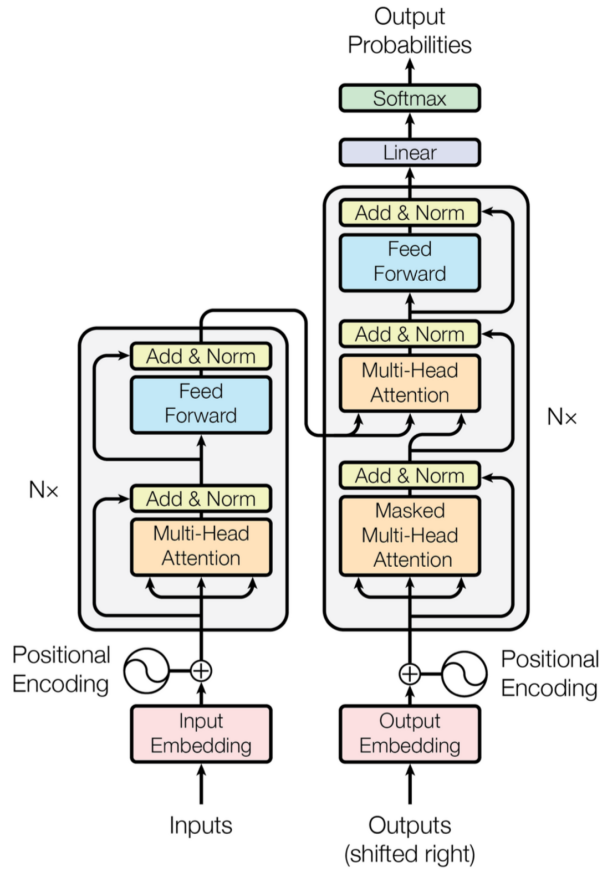 Output
Probabilities
Softmax
Linear
Add & Norm
Feed
Forward
Add & Norm
Multi-Head
Attention
Add & Norm
Masked
Multi-Head
Attention
Nx
Positional
Encoding
Output
Embedding
Outputs
(shifted right)
Add & Norm
Feed
Forward
Add & Norm
Multi-Head
Attention
N×
Positional
Encoding
Input
Embedding
Inputs